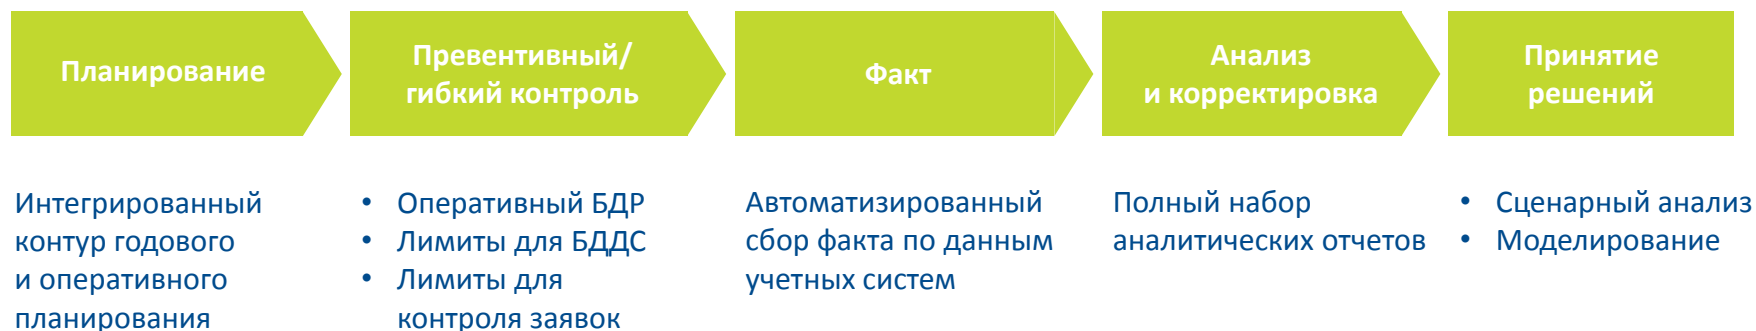 Планирование
Превентивный/
гибкий контроль
Факт
Анализ
и корректировка
Принятие
решений
Интегрированный
контур годового
и оперативного
планирования
• Оперативный БДР
• Лимиты для БДДС
• Лимиты для
контроля заявок
Автоматизированный
сбор факта по данным
учетных систем
Полный набор
аналитических отчетов
• Сценарный анализ
• Моделирование